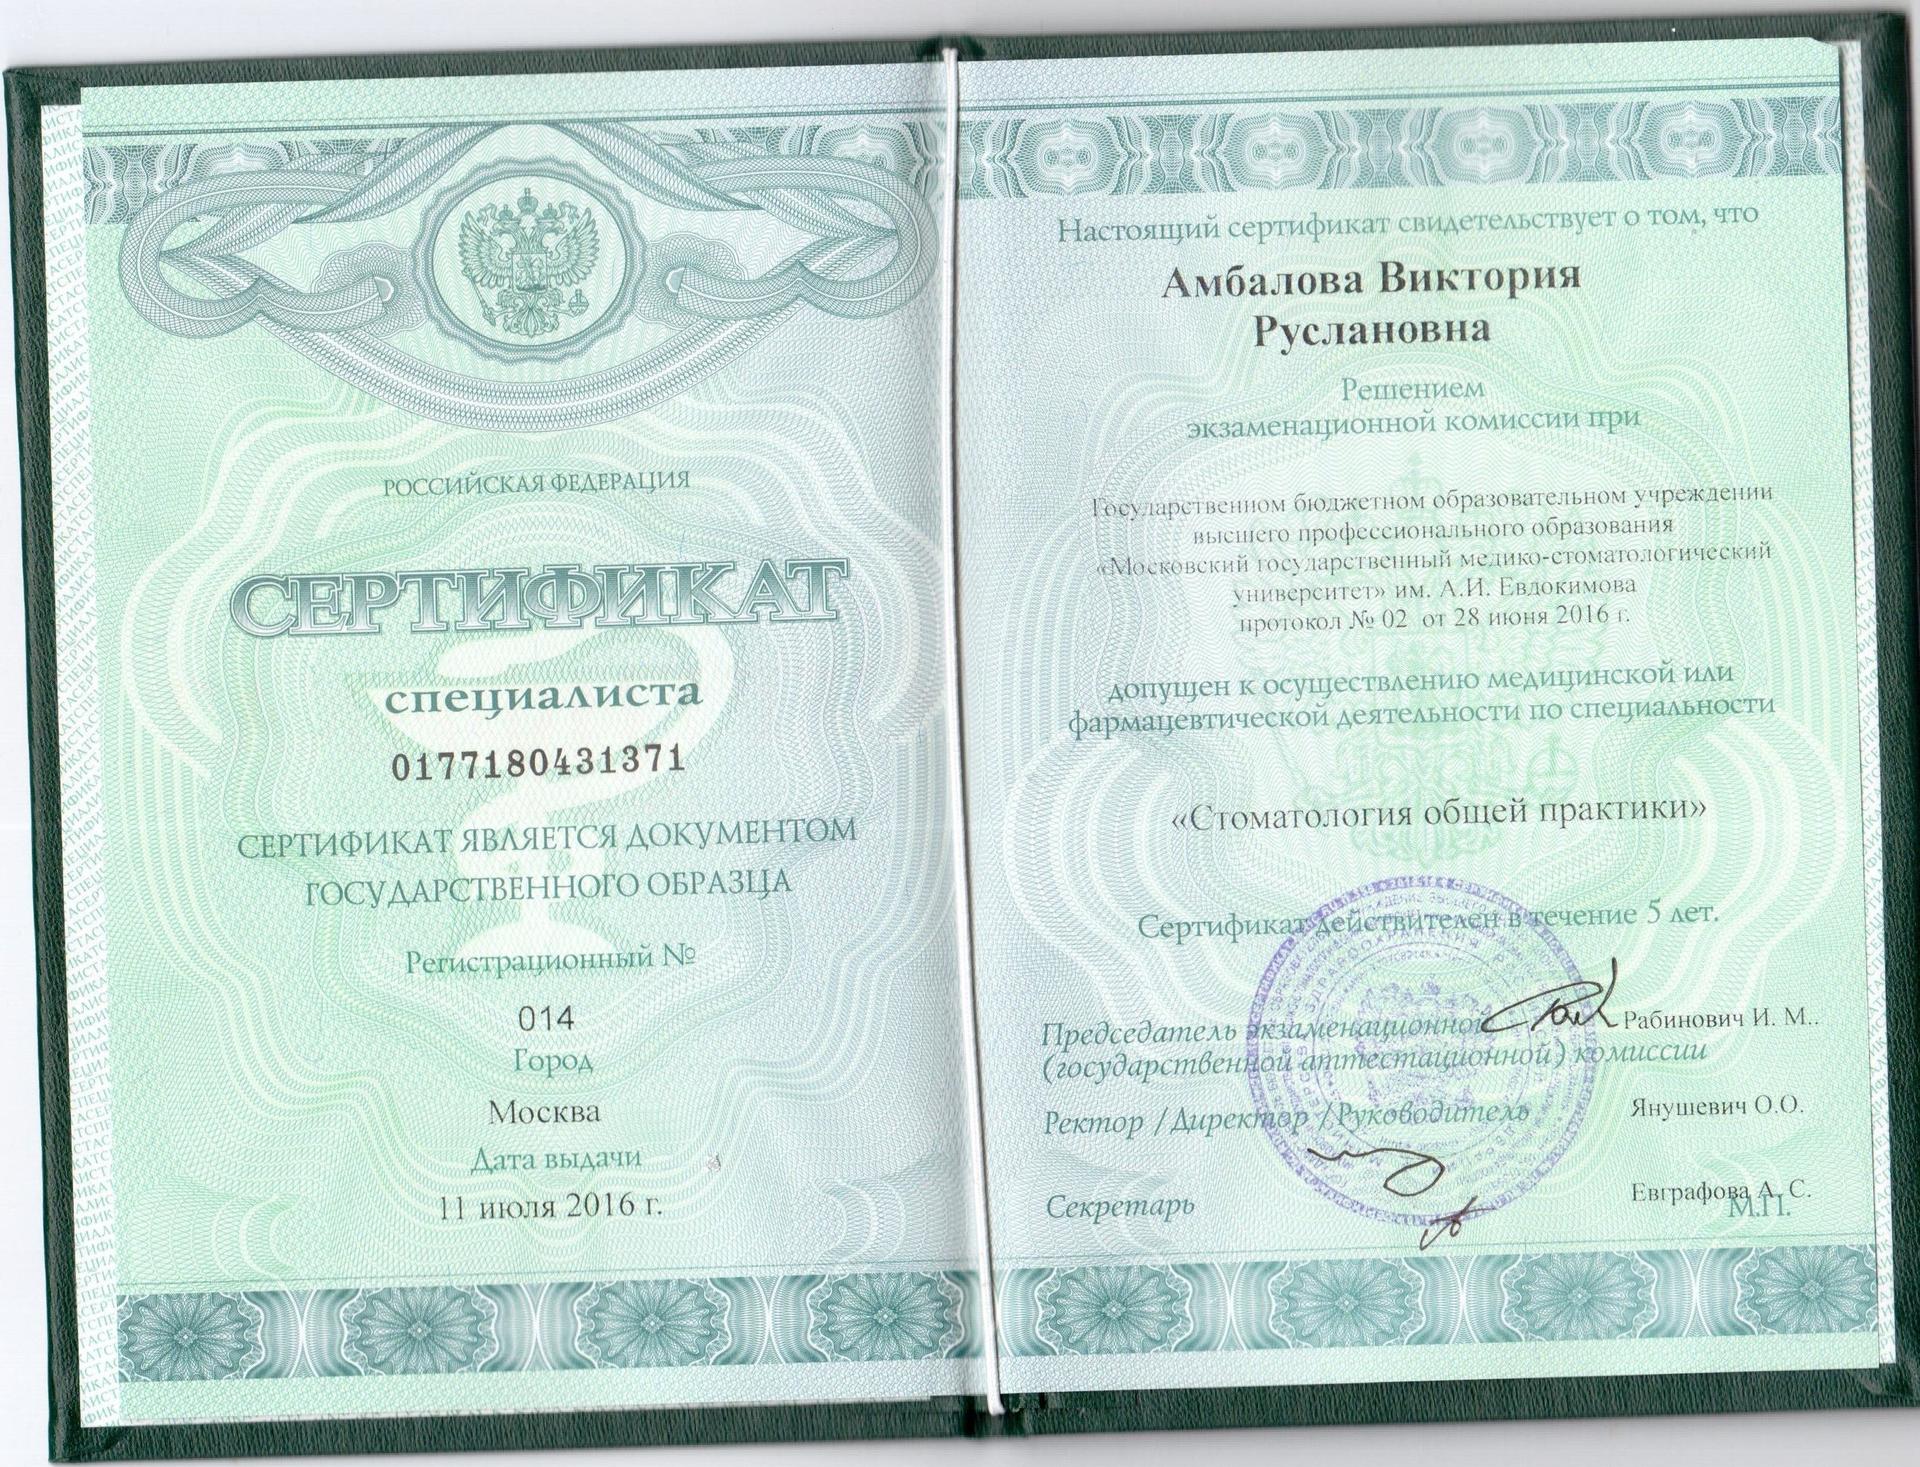 РОССИЙСКАЯ ФЕДЕРАЦИЯ
СЕРТИФИКАТ
специалиста
0177180431371
СЕРТИФИКАТ ЯВЛЯЕТСЯ ДОКУМЕНТОМ
ГОСУДАРСТВЕННОГО ОБРАЗЦА
Регистрационный №
014
Город
Москва
Дата выдачи
11 июля 2016 г.
Настоящий сертификат свидетельствует о том, что
Амбалова Виктория
Руслановна
Решением
экзаменационной комиссии при
Государственном бюджетном образовательном учреждении
высшего профессионального образования
«Московский государственный медико-стоматологический
университет» им. А.И. Евдокимова
протокол № 02 от 28 июня 2016 г.
допущен к осуществлению медицинской или
фармацевтической деятельности по специальности
«Стоматология общей практики»
Сертификат действителен в течение 5 лет.
Председатель экзаменационной Рабинович И. М..
(государственной аттестационной) комиссии
Ректор /Директор /Руководитель Янушевич О.О.
Секретарь Евграфова А. С.
М.П.